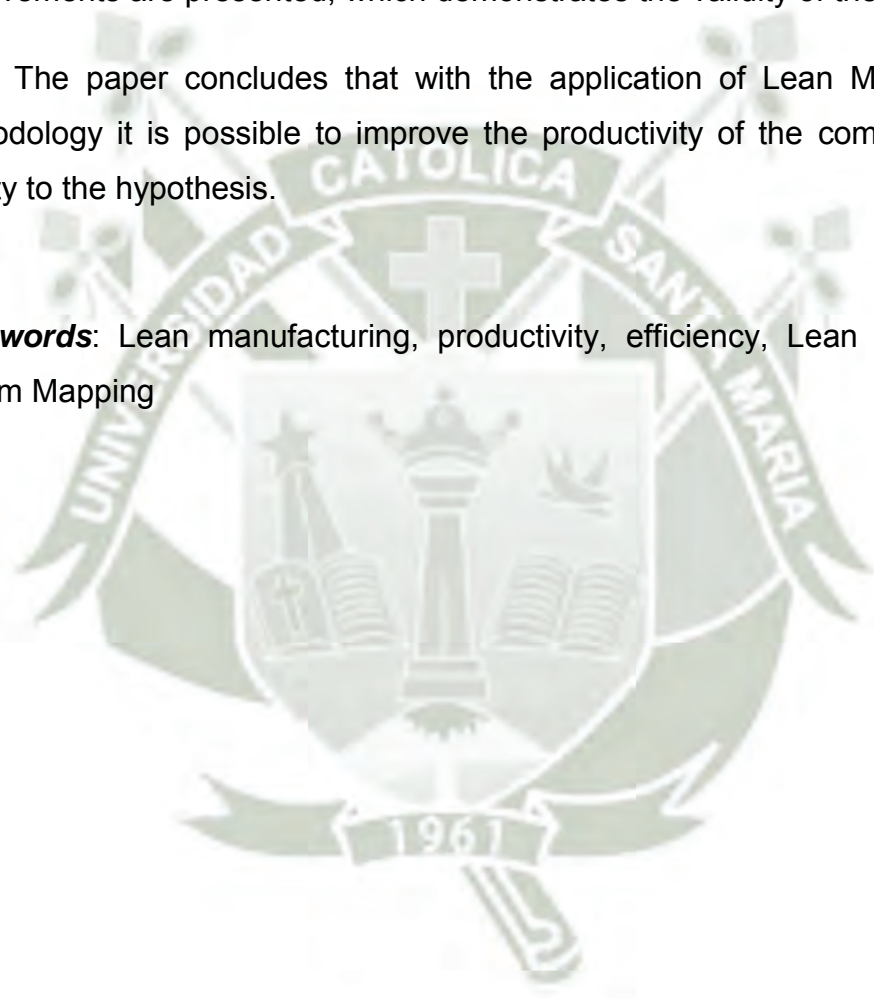 ements are presented, which demonstrates the validity of the
The paper concludes that with the application of Lean M
odology it is possible to improve the productivity of the com
ty to the hypothesis.
words: Lean manufacturing, productivity, efficiency, Lean
m Mapping
UNIVERSIDAD CATOLICA SANTA MARIA
1961